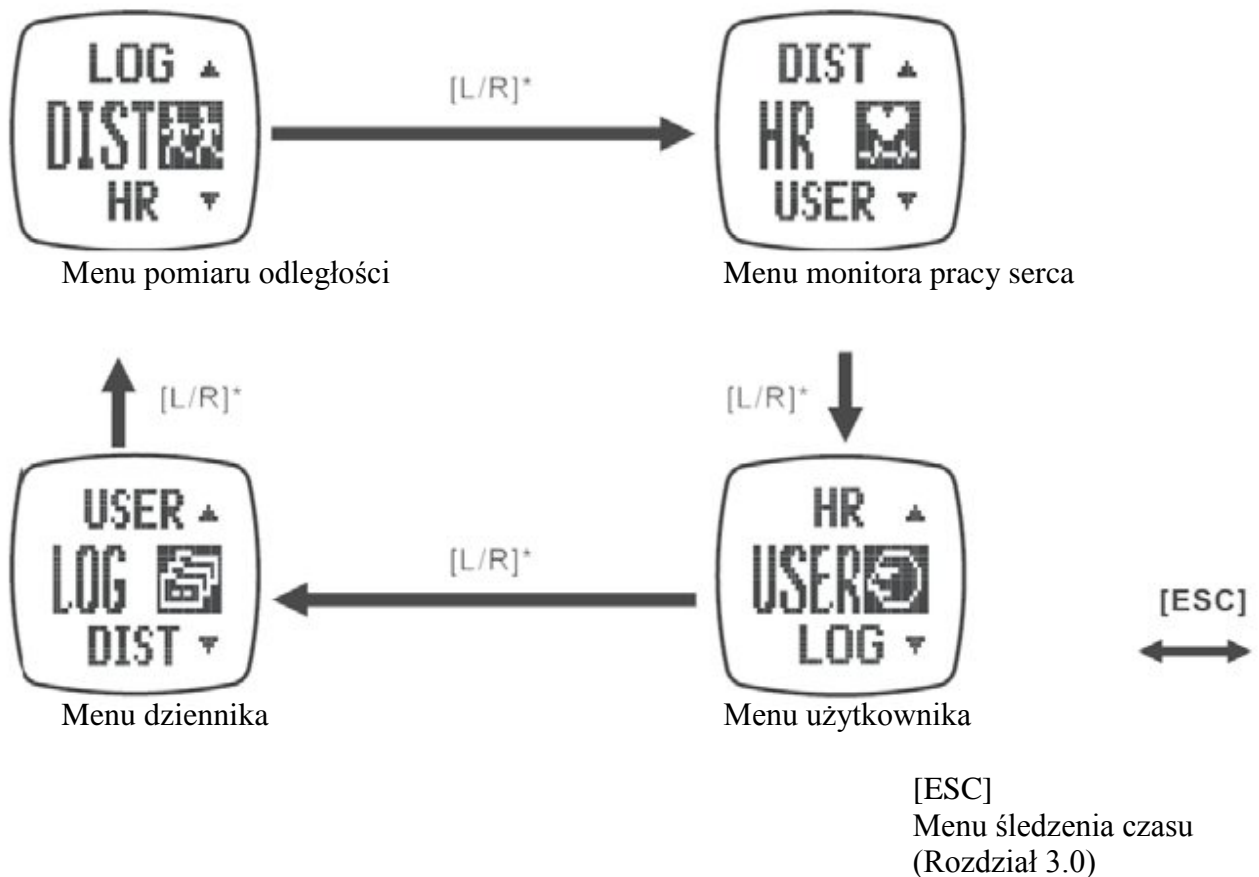 LOG
DIST
HR
[L/R]*
DIST
HR
USER
Menu pomiaru odległości
Menu monitora pracy serca
[L/R]*
[L/R]*
USER
LOG
DIST
[L/R]*
HR
USER
LOG
[ESC]
Menu dziennika
Menu użytkownika
[ESC]
Menu śledzenia czasu
(Rozdział 3.0)